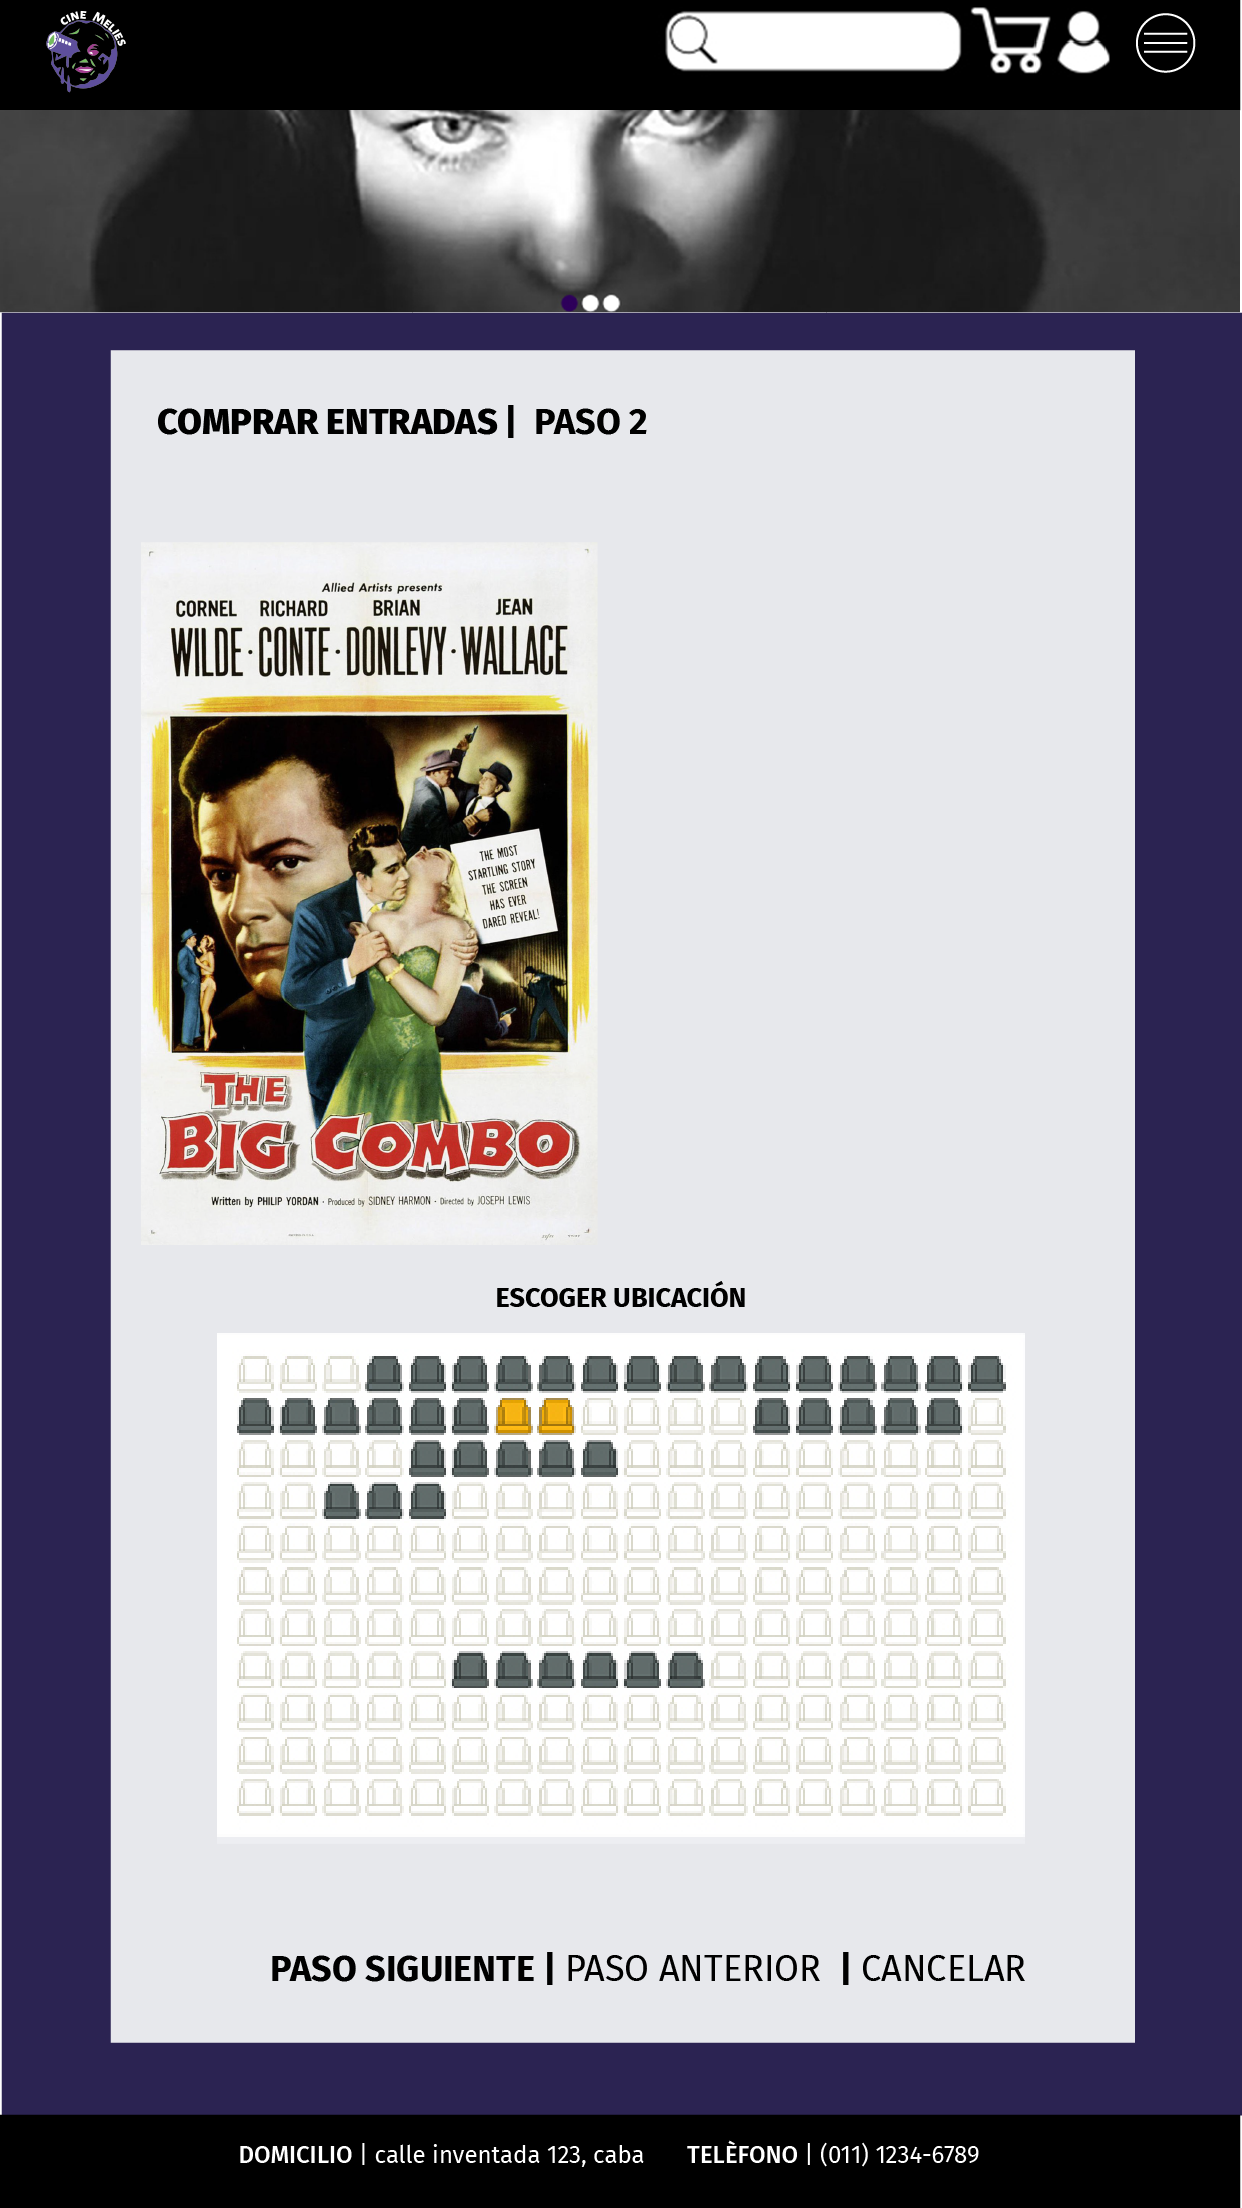 CINE MELIES
COMPRAR ENTRADAS | PASO 2
Allied Artists presents
CORNEL RICHARD BRIAN JEAN
WILDE · CONTE · DONLEVY · WALLACE
THE MOST
STARTLING STORY
THE SCREEN
HAS EVER
DARED REVEAL!
THE
BIG COMBO
Written by PHILIP YORDAN · Produced by SIDNEY HARMON · Directed by JOSEPH LEWIS
ESCOGER UBICACIÓN
PASO SIGUIENTE | PASO ANTERIOR | CANCELAR
DOMICILIO | calle inventada 123, caba TELÈFONO | (011) 1234-6789